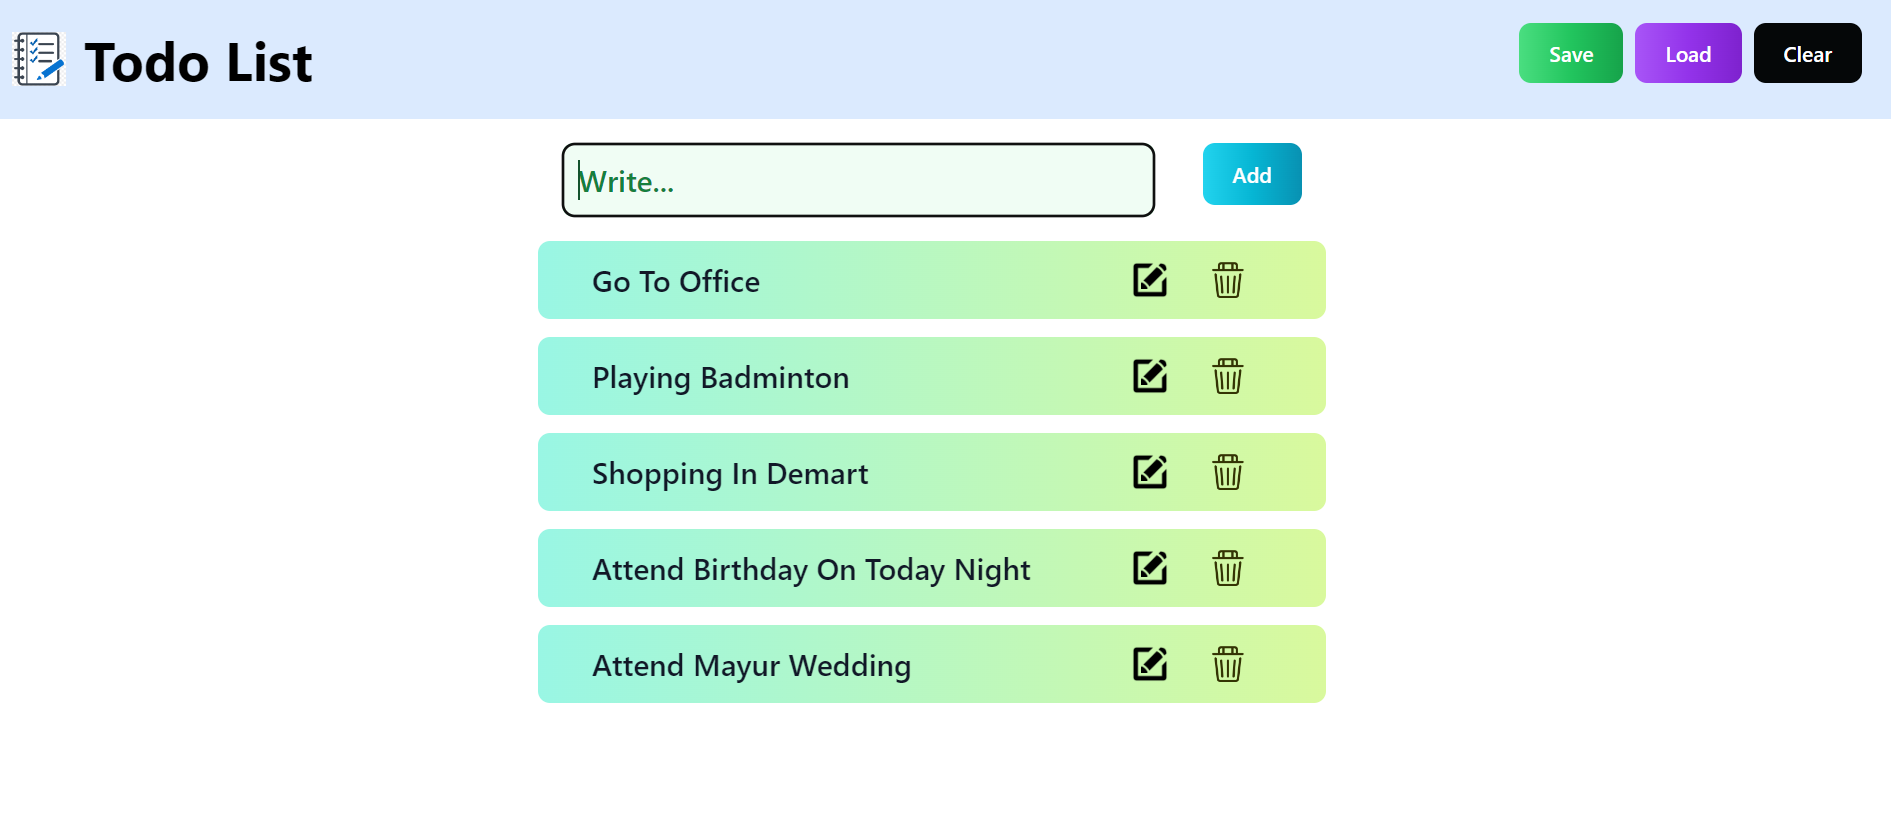 Todo List
Save
Load
Clear
Write...
Add
Go To Office
Playing Badminton
Shopping In Demart
Attend Birthday On Today Night
Attend Mayur Wedding